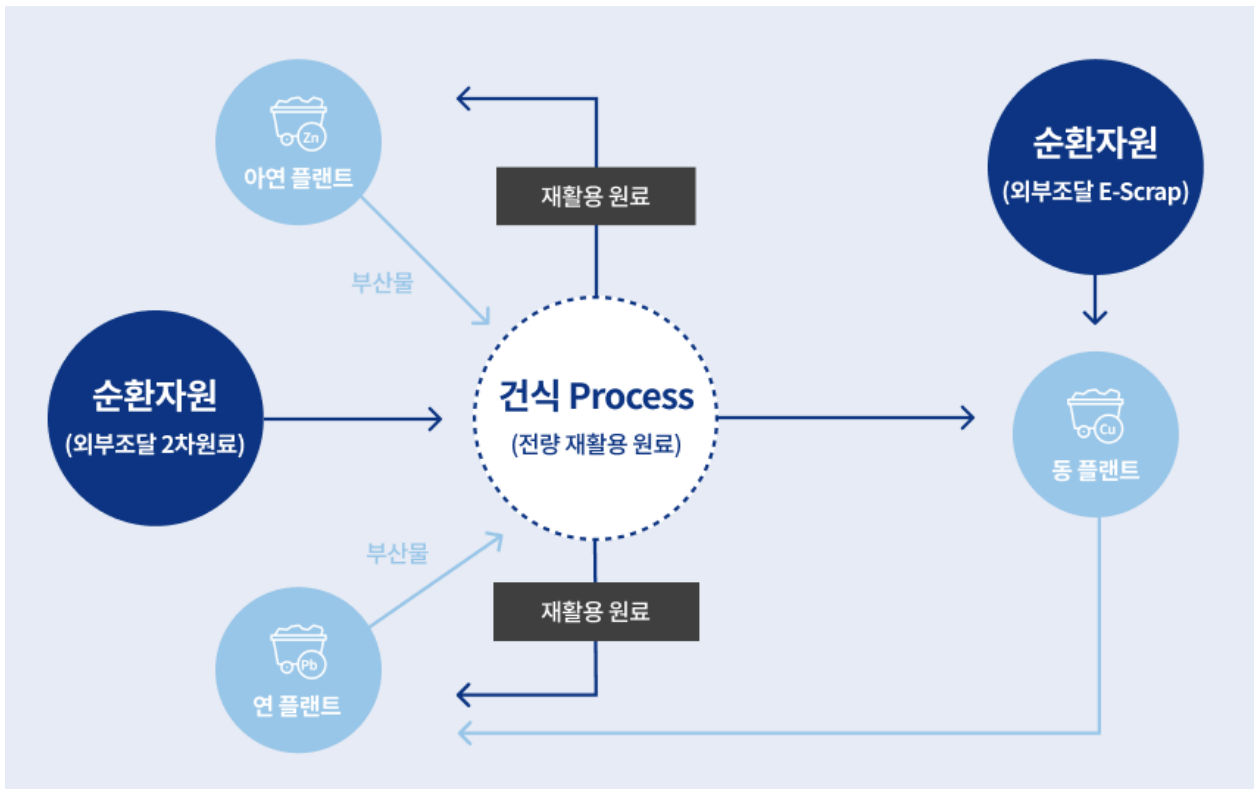 Zn
아연 플랜트
재활용 원료
순환자원
(외부조달 E-Scrap)
부산물
순환자원
(외부조달 2차원료)
건식 Process
(전량 재활용 원료)
Cu
동 플랜트
부산물
재활용 원료
Pb
연 플랜트